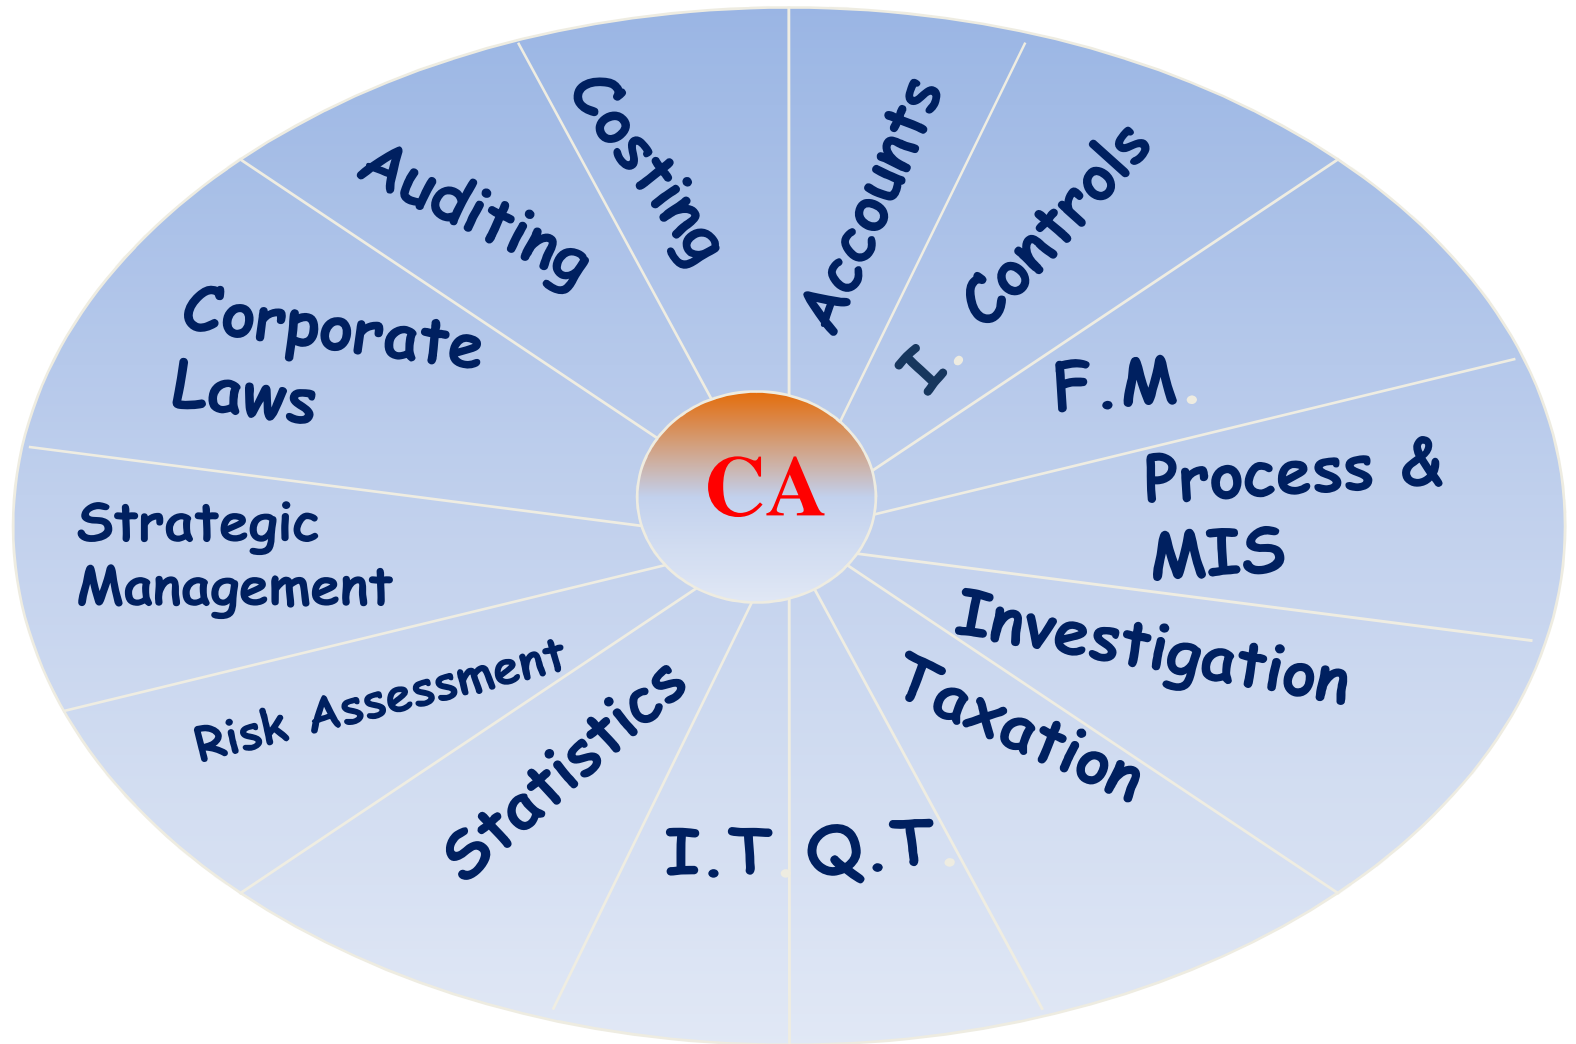 Costing
Accounts
I. Controls
Auditing
F.M.
Corporate
Laws
CA
Process &
MIS
Strategic
Management
Investigation
Taxation
Risk Assessment
Statistics
I.T.
Q.T.